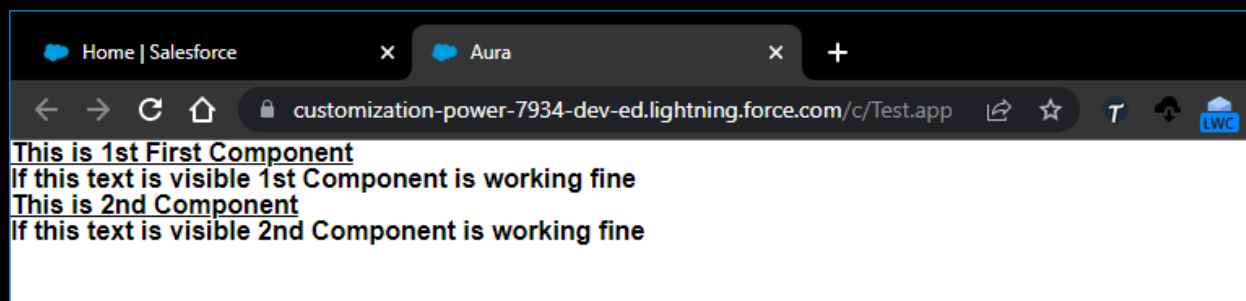 Home | Salesforce
Aura
customization-power-7934-dev-ed.lightning.force.com/c/Test.app
T
LWC
This is 1st First Component
If this text is visible 1st Component is working fine
This is 2nd Component
If this text is visible 2nd Component is working fine